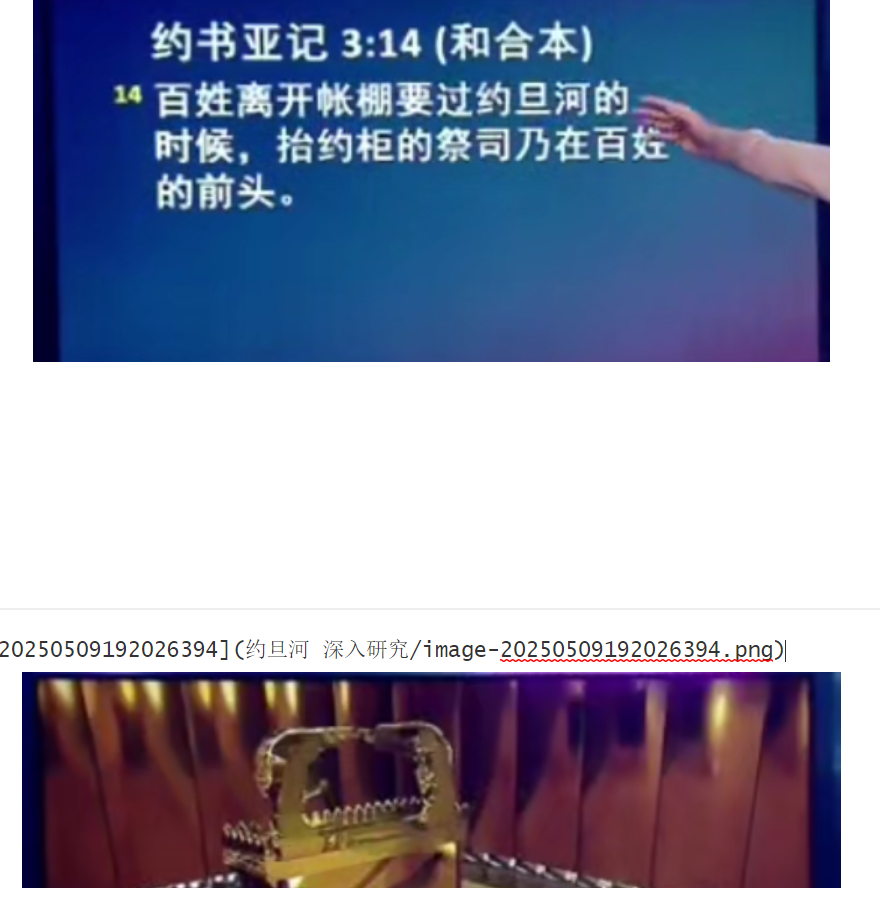 约书亚记 3:14 (和合本)
14 百姓离开帐棚要过约旦河的
时候，抬约柜的祭司乃在百姓
的前头。
20250509192026394](约旦河 深入研究/image-20250509192026394.png)